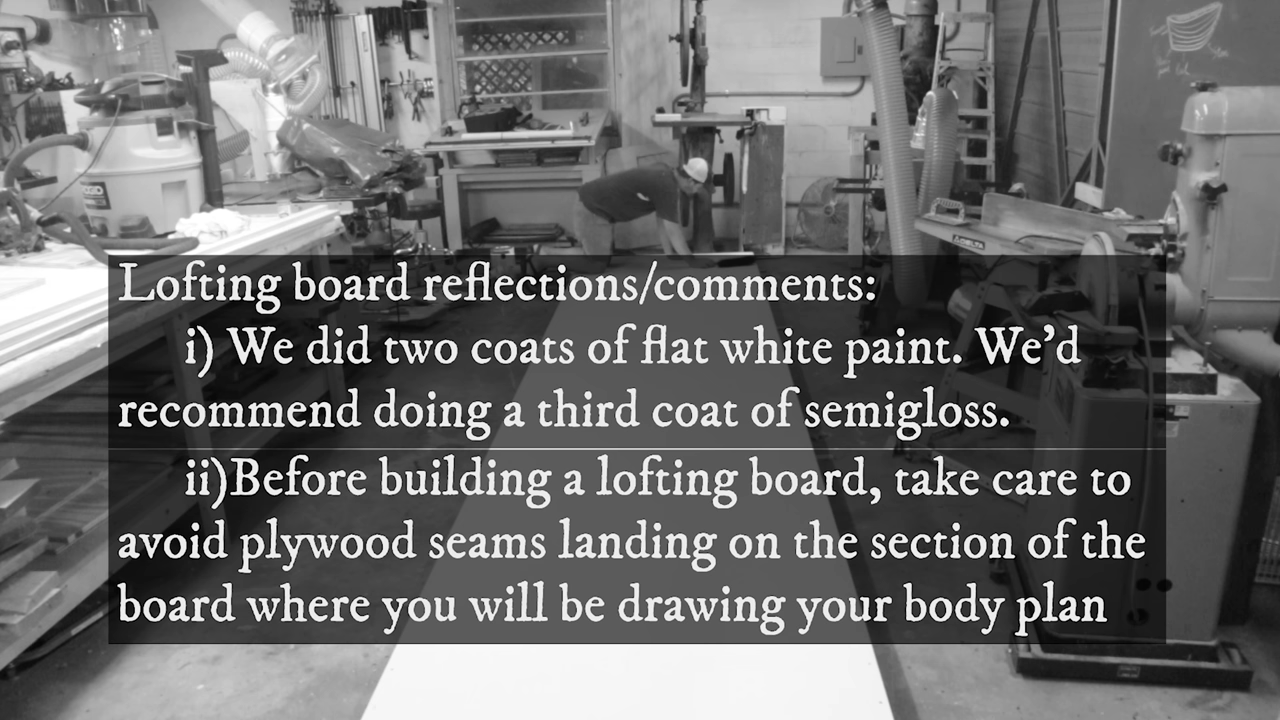 Lofting board reflections/comments:
i) We did two coats of flat white paint. We'd
recommend doing a third coat of semigloss.
ii)Before building a lofting board, take care to
avoid plywood seams landing on the section of the
board where you will be drawing your body plan
RIDGID
DELTA